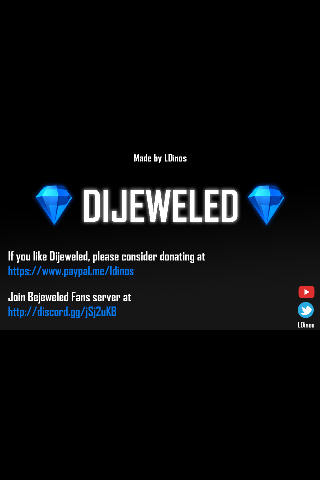 Made by LDinos
DIJEWELED
If you like Dijeweled, please consider donating at
https://www.paypal.me/ldinos
Join Bejeweled Fans server at
http://discord.gg/jSj2uKB
LDinos